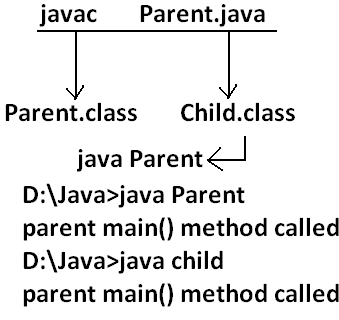 javac Parent.java
Parent.class Child.class
java Parent
D:\Java>java Parent
parent main() method called
D:\Java>java child
parent main() method called